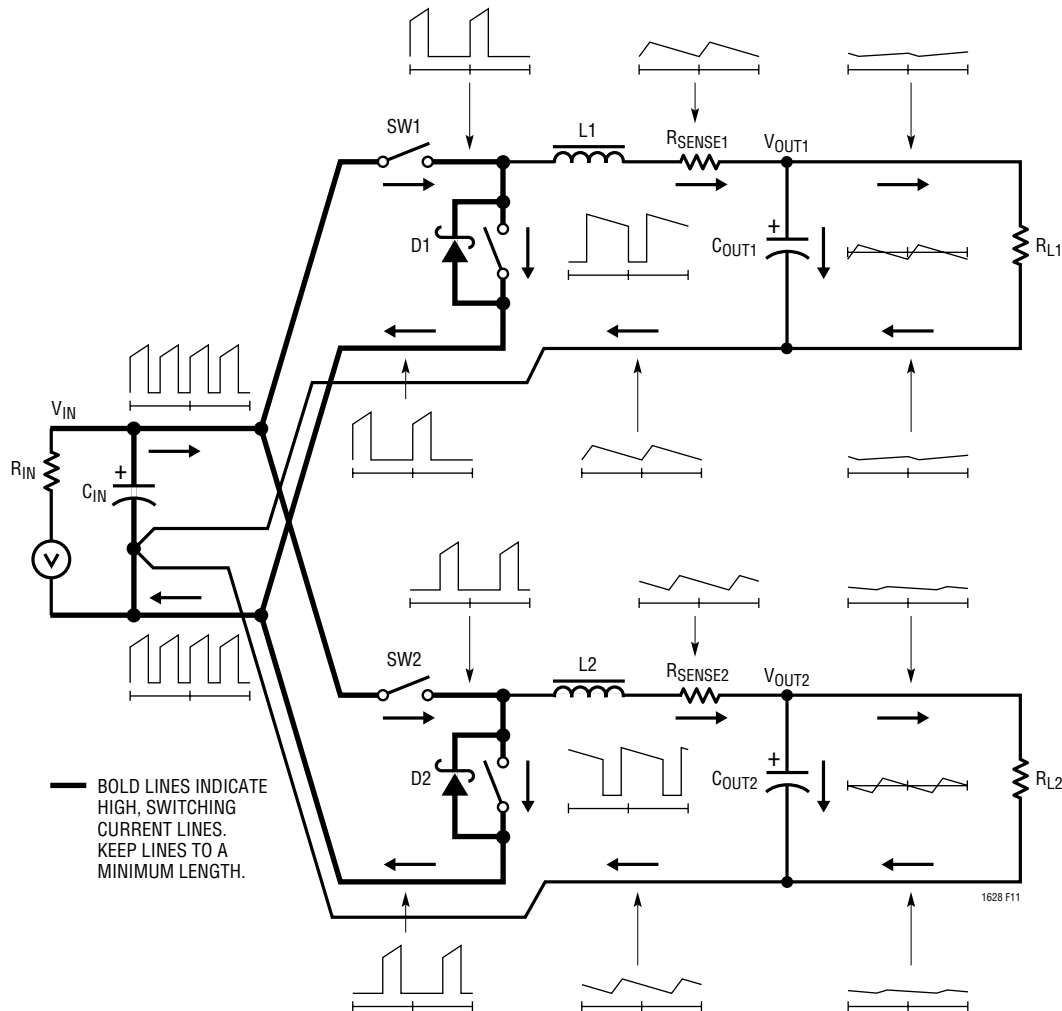 SW1
L1
RSENSE1
VOUT1
D1
COUT1
+
RL1
VIN
RIN
+
CIN
V
SW2
L2
RSENSE2
VOUT2
D2
COUT2
+
RL2
BOLD LINES INDICATE
HIGH, SWITCHING
CURRENT LINES.
KEEP LINES TO A
MINIMUM LENGTH.
1628 F11